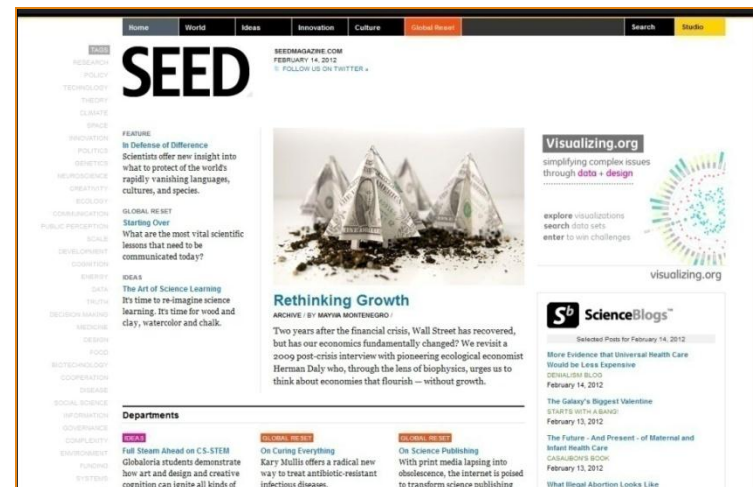 Home World Ideas Innovation Culture Global Reset Search Studio
SEED
SEEDMAGAZINE.COM
FEBRUARY 14, 2012
FOLLOW US ON TWITTER »
TAGS
RESEARCH
POLICY
TECHNOLOGY
THEORY
CLIMATE
SPACE
INNOVATION
POLITICS
GENETICS
NEUROSCIENCE
CREATIVITY
ECOLOGY
COMMUNICATION
PUBLIC PERCEPTION
SCALE
DEVELOPMENT
COGNITION
ENERGY
DATA
TRUTH
DECISION MAKING
MEDICINE
DESIGN
FOOD
BIOTECHNOLOGY
COOPERATION
DISEASE
SOCIAL SCIENCE
INFORMATION
GOVERNANCE
COMPLEXITY
ENVIRONMENT
FUNDING
SYSTEMS
FEATURE
In Defense of Difference
Scientists offer new insight into
what to protect of the world's
rapidly vanishing languages,
cultures, and species.
GLOBAL RESET
Starting Over
What are the most vital scientific
lessons that need to be
communicated today?
IDEAS
The Art of Science Learning
It's time to re-imagine science
learning. It's time for wood and
clay, watercolor and chalk.
Rethinking Growth
ARCHIVE / BY MAYWA MONTENEGRO /
Two years after the financial crisis, Wall Street has recovered,
but has our economics fundamentally changed? We revisit a
2009 post-crisis interview with pioneering ecological economist
Herman Daly who, through the lens of biophysics, urges us to
think about economies that flourish — without growth.
Visualizing.org
simplifying complex issues
through data + design
explore visualizations
search data sets
enter to win challenges
visualizing.org
Sb ScienceBlogs™
Selected Posts for February 14, 2012
More Evidence that Universal Health Care
Would be Less Expensive
DENIALISM BLOG
February 14, 2012
The Galaxy's Biggest Valentine
STARTS WITH A BANG!
February 13, 2012
The Future - And Present - of Maternal and
Infant Health Care
CASAUBON'S BOOK
February 13, 2012
What Illegal Abortion Looks Like
Departments
IDEAS
Full Steam Ahead on CS-STEM
Globaloria students demonstrate
how art and design and creative
cognition can ignite all kinds of
GLOBAL RESET
On Curing Everything
Kary Mullis offers a radical new
way to treat antibiotic-resistant
infectious diseases.
GLOBAL RESET
On Science Publishing
With print media lapsing into
obsolescence, the internet is poised
to transform science publishing